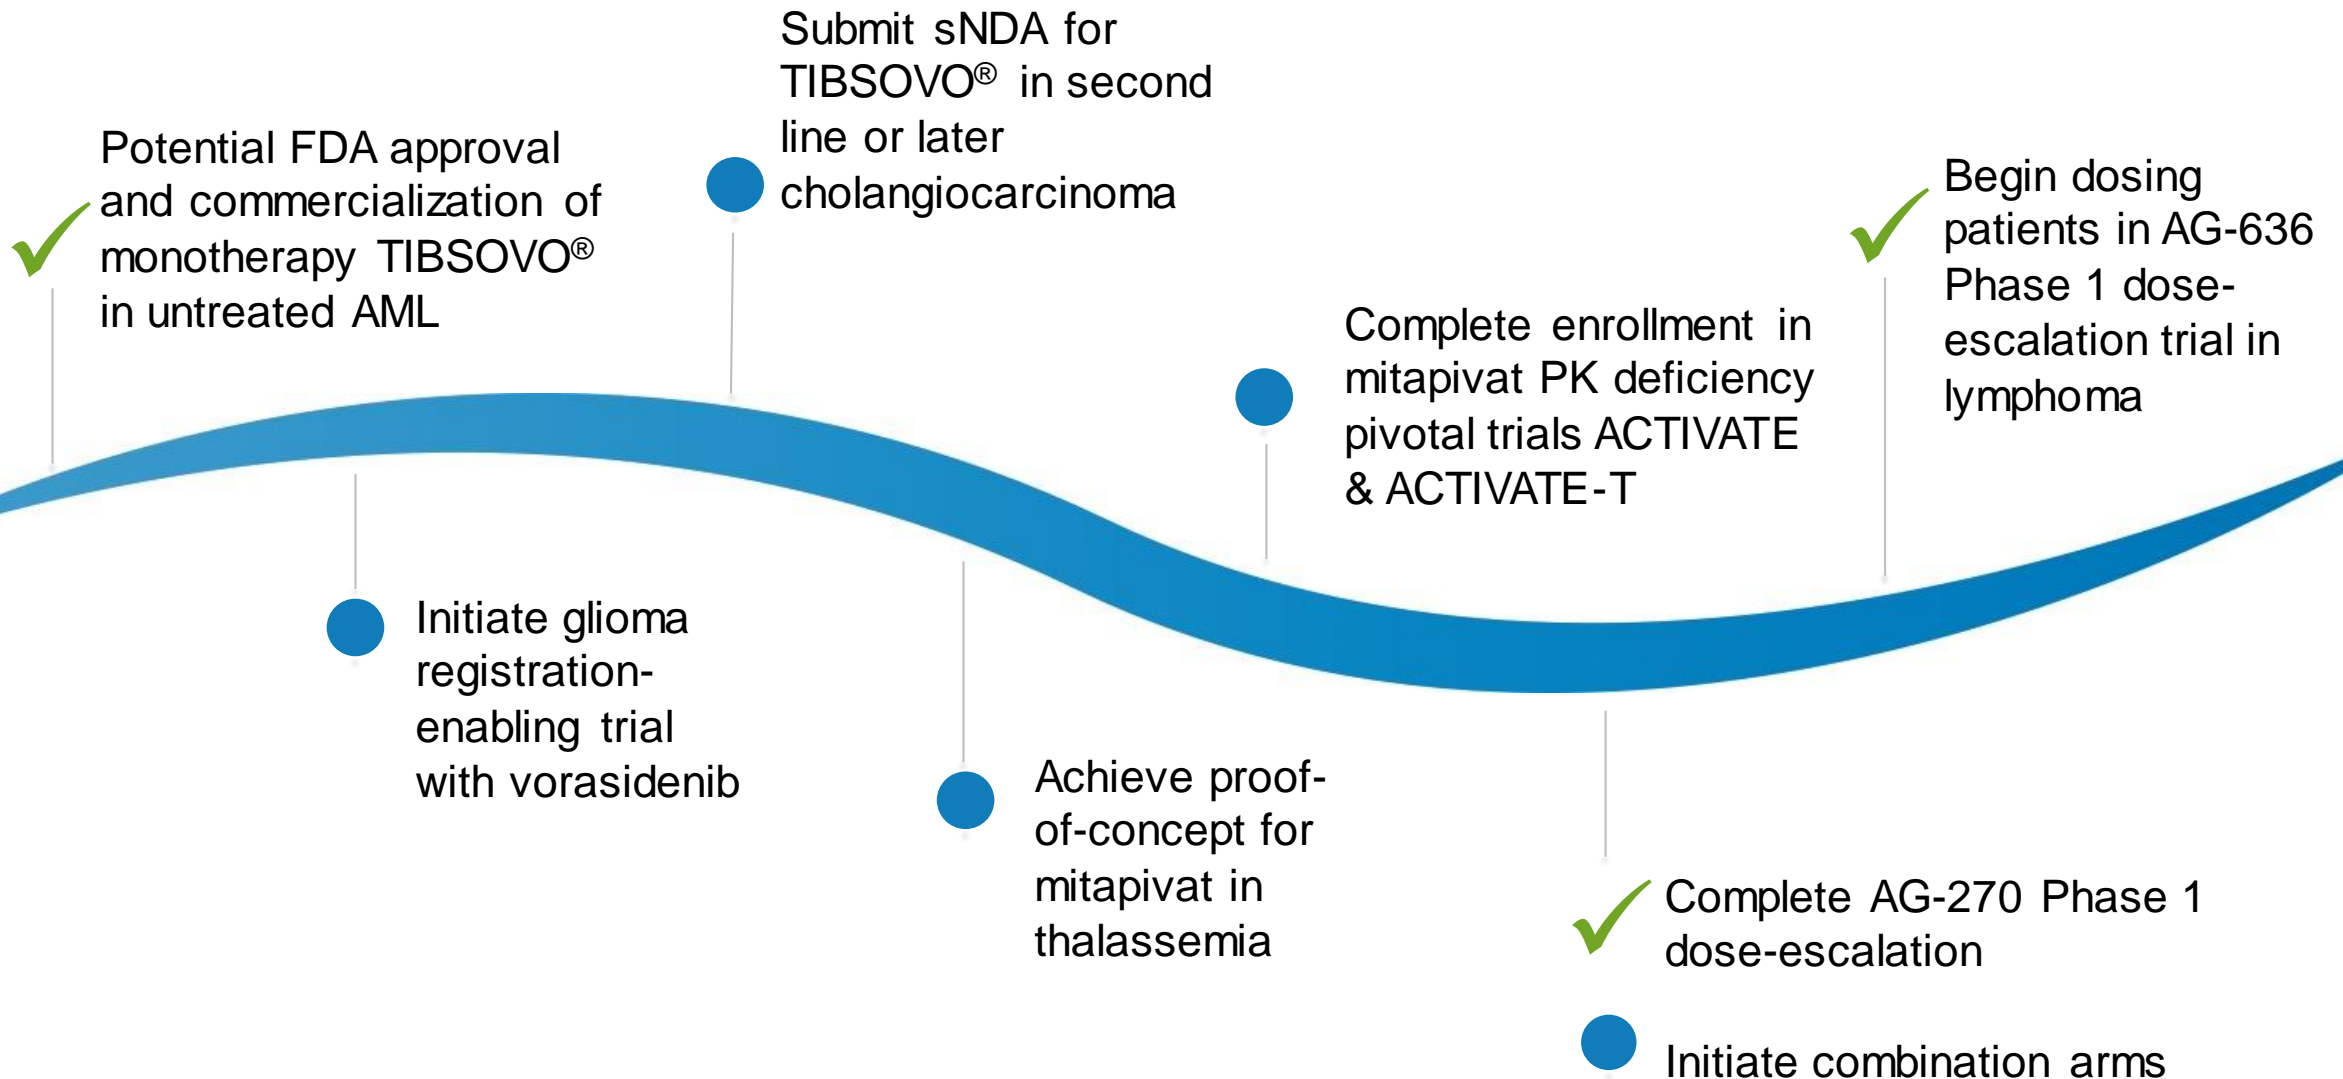 Potential FDA approval
and commercialization of
monotherapy TIBSOVO®
in untreated AML
Initiate glioma
registration-
enabling trial
with vorasidenib
Submit sNDA for
TIBSOVO® in second
line or later
cholangiocarcinoma
Achieve proof-
of-concept for
mitapivat in
thalassemia
Complete enrollment in
mitapivat PK deficiency
pivotal trials ACTIVATE
& ACTIVATE-T
Complete AG-270 Phase 1
dose-escalation
Initiate combination arms
Begin dosing
patients in AG-636
Phase 1 dose-
escalation trial in
lymphoma